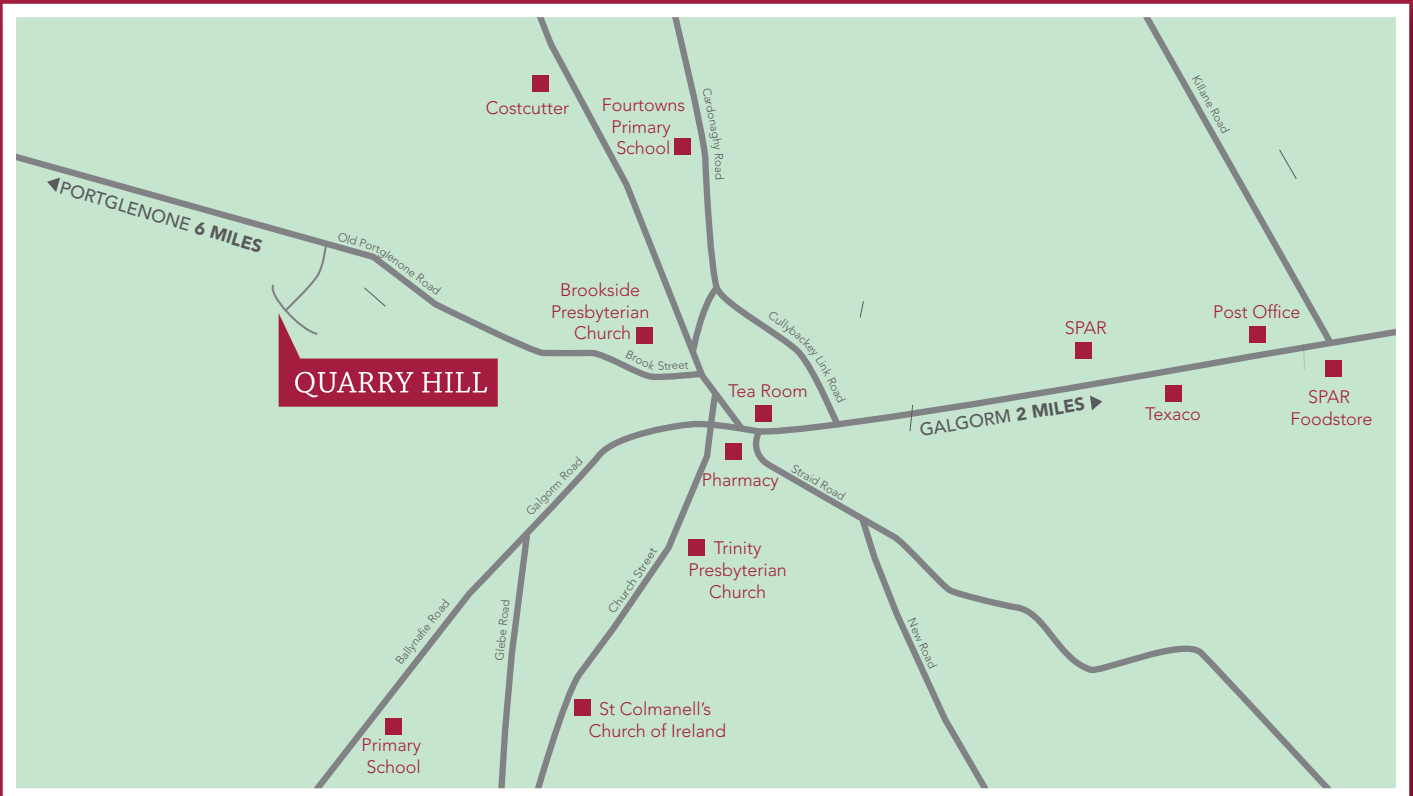 Costcutter
Fourtowns
Primary
School
Cardonaghy Road
Killane Road
PORTGLENONE 6 MILES
Old Portglenone Road
Brookside
Presbyterian
Church
Brook Street
Cullybackey Link Road
QUARRY HILL
Tea Room
SPAR
Post Office
GALGORM 2 MILES
Texaco
SPAR
Foodstore
Pharmacy
Straid Road
Galgorm Road
Trinity
Presbyterian
Church
Church Street
Ballynafie Road
Glebe Road
New Road
St Colmanell's
Church of Ireland
Primary
School